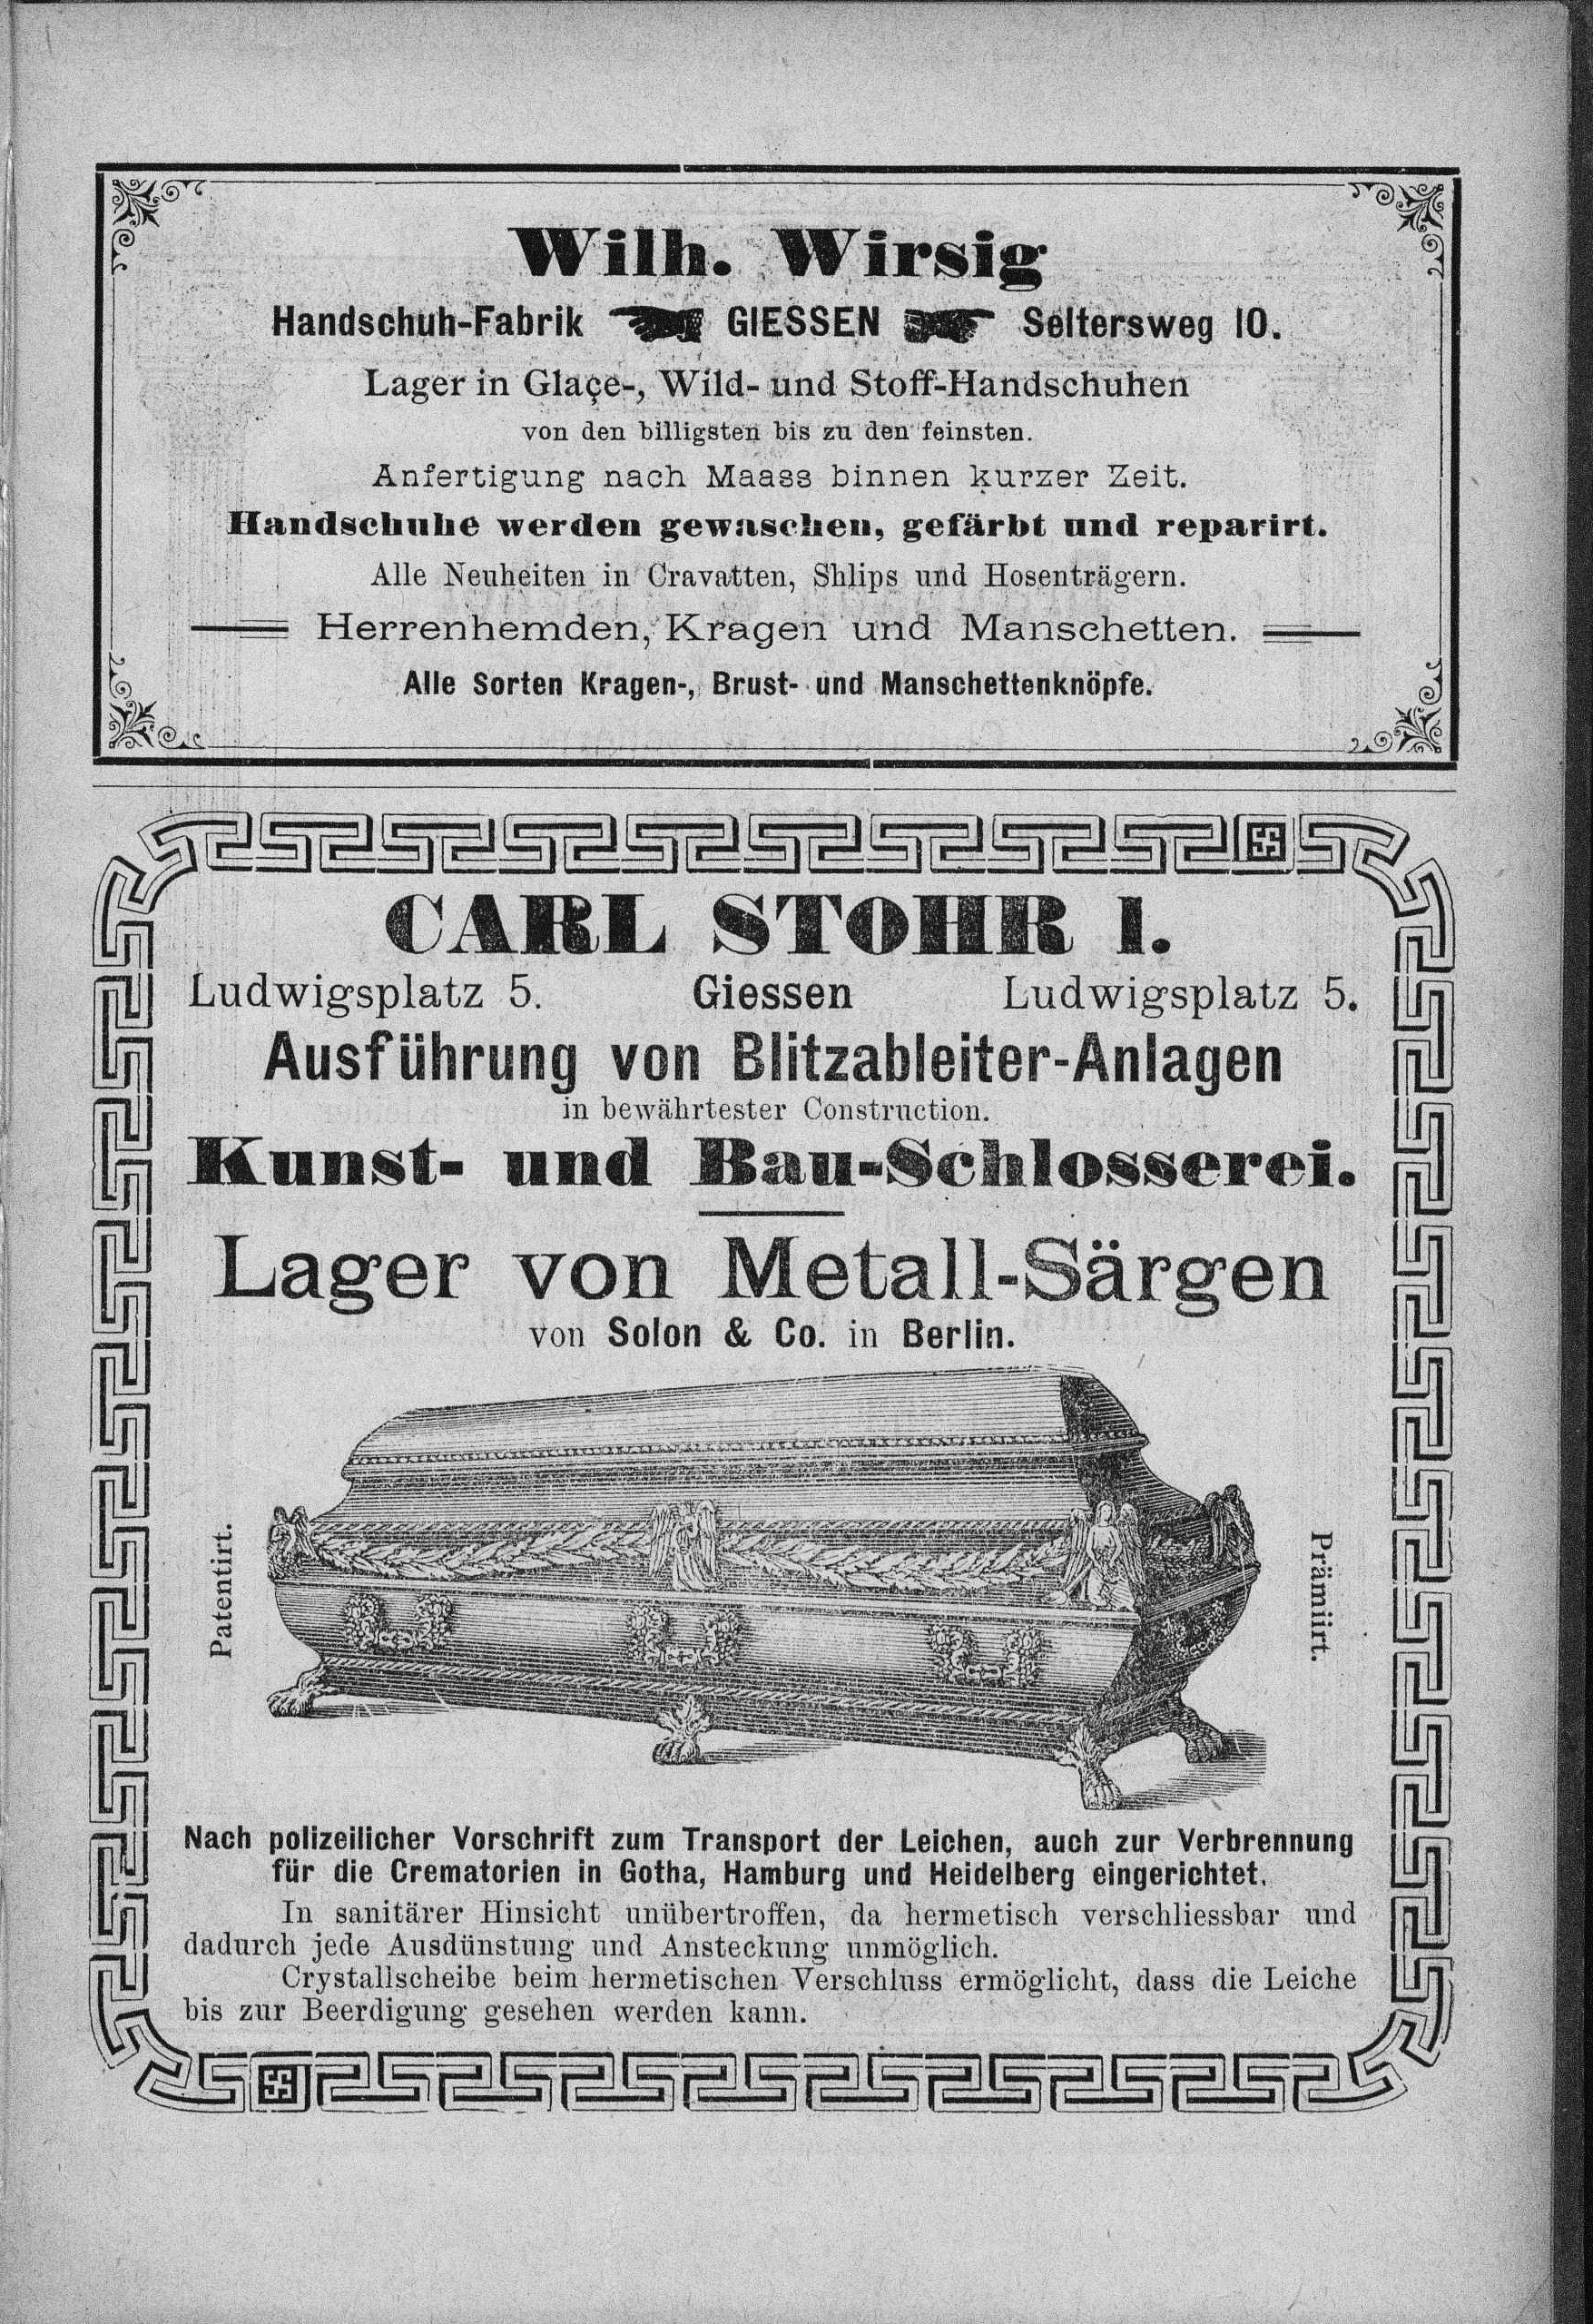 Wilh. Wirsig
Handschuh-Fabrik GIESSEN Seltersweg 10.
Lager in Glaçe-, Wild- und Stoff-Handschuhen
von den billigsten bis zu den feinsten.
Anfertigung nach Maass binnen kurzer Zeit.
Handschuhe werden gewaschen, gefärbt und reparirt.
Alle Neuheiten in Cravatten, Shlips und Hosenträgern.
Herrenhemden, Kragen und Manschetten.
Alle Sorten Kragen-, Brust- und Manschettenknöpfe.
CARL STOHR I.
Ludwigsplatz 5. Giessen Ludwigsplatz 5.
Ausführung von Blitzableiter-Anlagen
in bewährtester Construction.
Kunst- und Bau-Schlosserei.
Lager von Metall-Särgen
von Solon & Co. in Berlin.
Patentirt.
Prämiirt.
Nach polizeilicher Vorschrift zum Transport der Leichen, auch zur Verbrennung
für die Crematorien in Gotha, Hamburg und Heidelberg eingerichtet.
In sanitärer Hinsicht unübertroffen, da hermetisch verschliessbar und
dadurch jede Ausdünstung und Ansteckung unmöglich.
Crystallscheibe beim hermetischen Verschluss ermöglicht, dass die Leiche
bis zur Beerdigung gesehen werden kann.